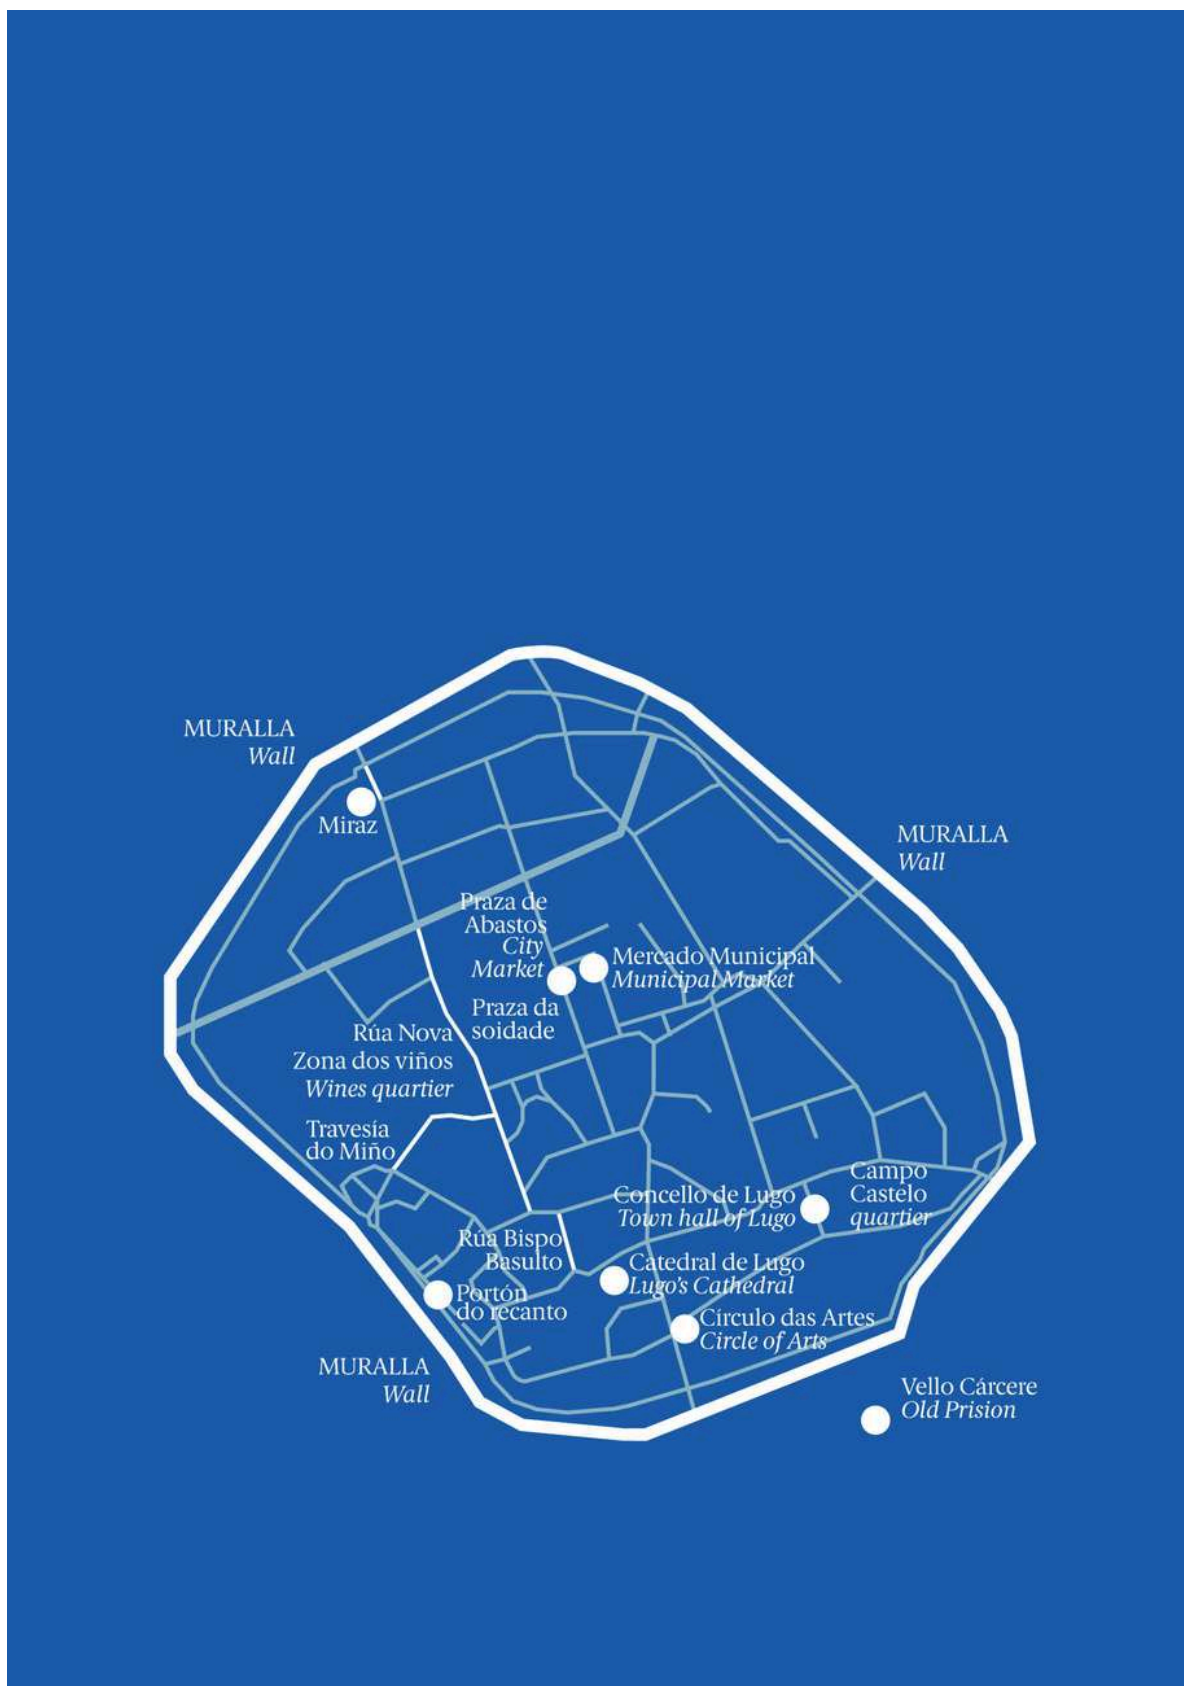 MURALLA
Wall
Miraz
MURALLA
Wall
Praza de
Abastos
City
Market
Mercado Municipal
Municipal Market
Praza da
soidade
Rúa Nova
Zona dos viños
Wines quartier
Travesía
do Miño
Campo
Castelo
quartier
Concello de Lugo
Town hall of Lugo
Rúa Bispo
Basulto
Catedral de Lugo
Lugo's Cathedral
Portón
do recanto
Círculo das Artes
Circle of Arts
MURALLA
Wall
Vello Cárcere
Old Prision